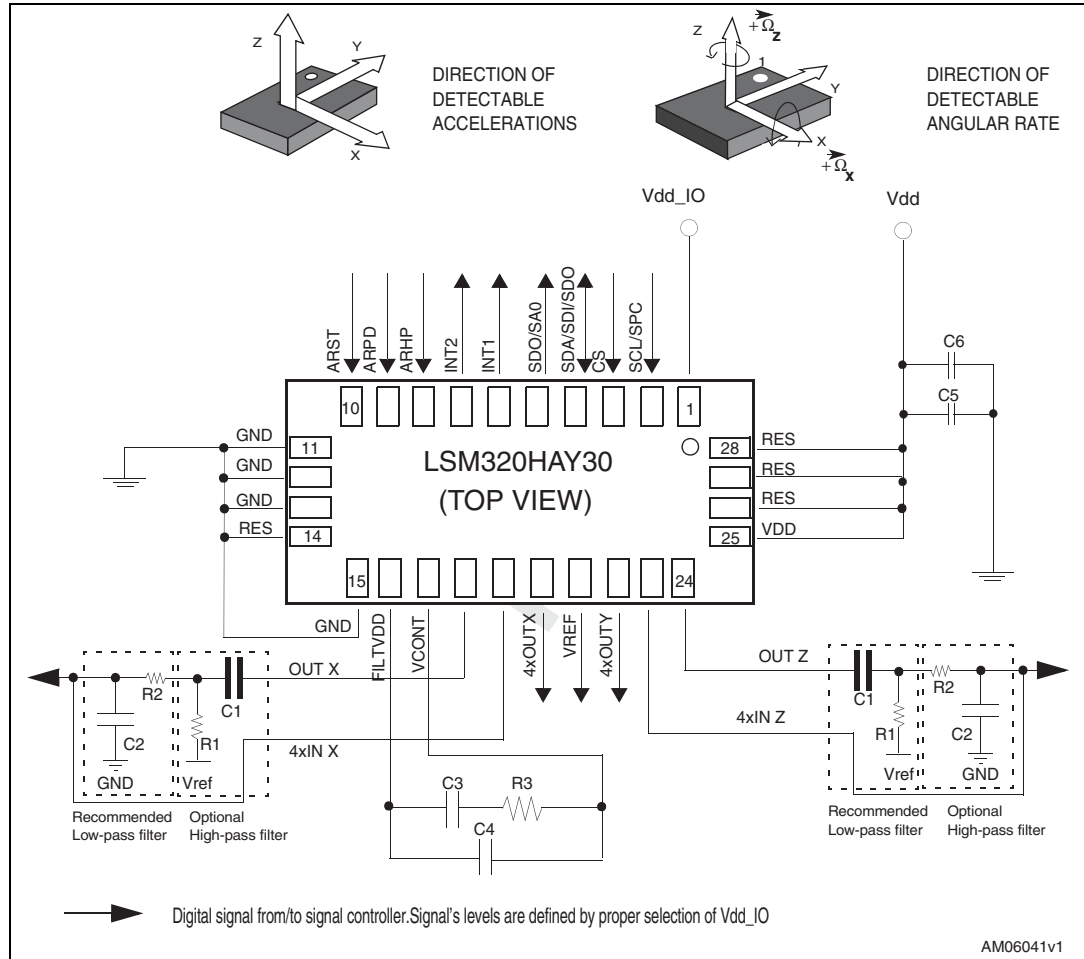 Z
Y
X
DIRECTION OF
DETECTABLE
ACCELERATIONS
+Ω
z
Z
1
Y
X
+Ω
x
DIRECTION OF
DETECTABLE
ANGULAR RATE
Vdd_IO
Vdd
ARST
ARPD
ARHP
INT2
INT1
SDO/SA0
SDA/SDI/SDO
CS
SCL/SPC
C6
C5
10
1
GND
11
GND
GND
RES
14
LSM320HAY30
(TOP VIEW)
28
RES
RES
RES
25
VDD
15
24
GND
FILTVDD
VCONT
4xOUTX
VREF
4xOUTY
OUT X
4xIN X
R2
C1
C2
R1
GND
Vref
Recommended
Low-pass filter
Optional
High-pass filter
C3
R3
C4
OUT Z
4xIN Z
C1
R2
R1
C2
Vref
GND
Recommended
Low-pass filter
Optional
High-pass filter
Digital signal from/to signal controller.Signal's levels are defined by proper selection of Vdd_IO
AM06041v1